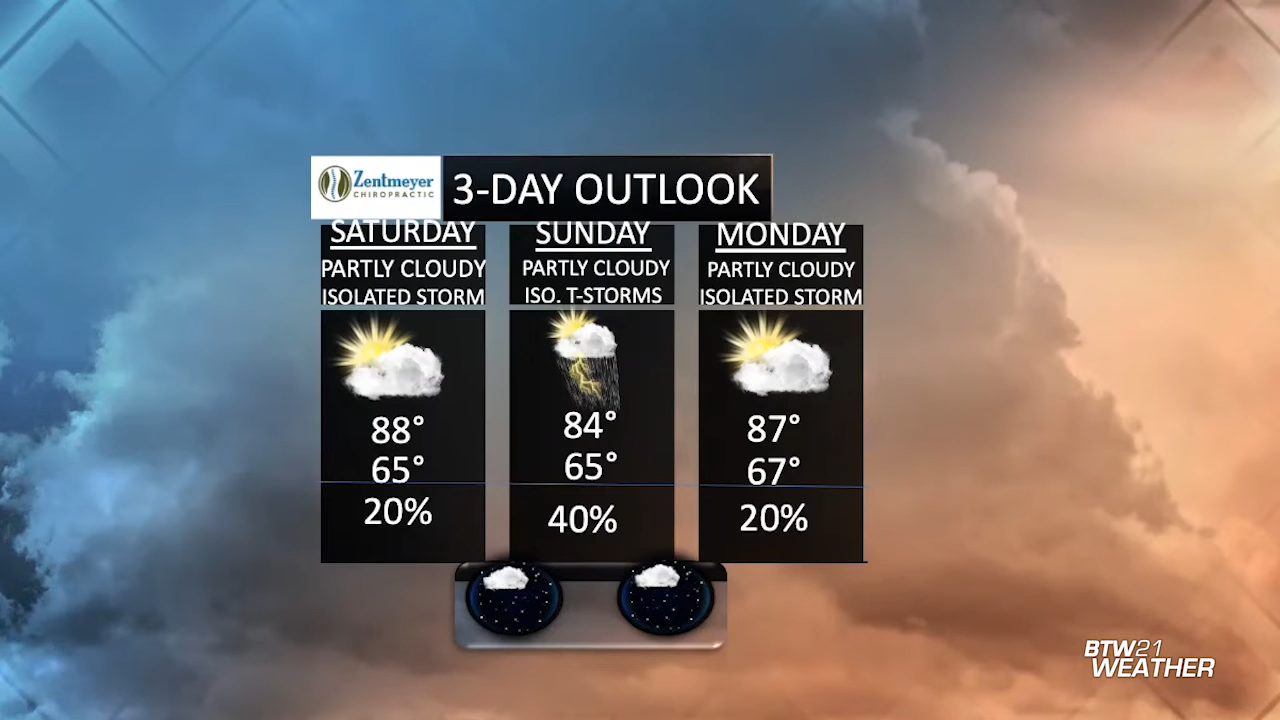 Zentmeyer
CHIROPRACTIC
3-DAY OUTLOOK
SATURDAY
PARTLY CLOUDY
ISOLATED STORM
88°
65°
20%
SUNDAY
PARTLY CLOUDY
ISO. T-STORMS
84°
65°
40%
MONDAY
PARTLY CLOUDY
ISOLATED STORM
87°
67°
20%
BTW21
WEATHER